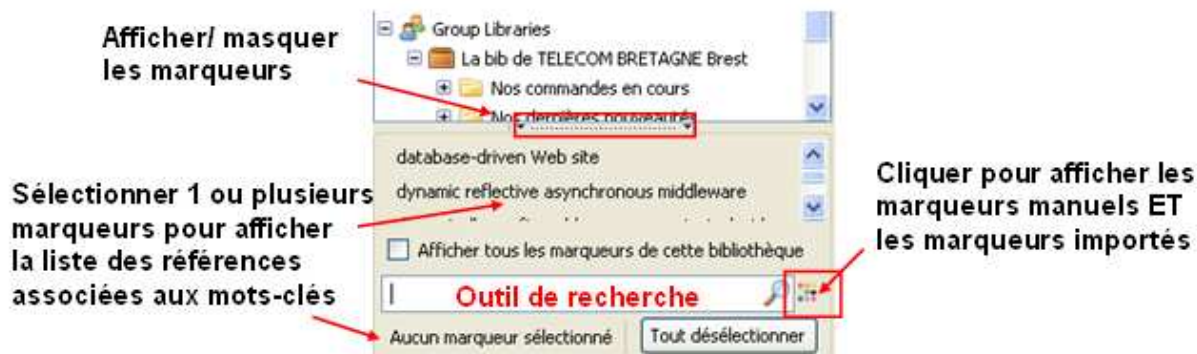 Afficher/ masquer
les marqueurs
Group Libraries
La bib de TELECOM BRETAGNE Brest
Nos commandes en cours
Nos dernières nouveautés
database-driven Web site
dynamic reflective asynchronous middleware
Sélectionner 1 ou plusieurs
marqueurs pour afficher
la liste des références
associées aux mots-clés
Cliquer pour afficher les
marqueurs manuels ET
les marqueurs importés
Afficher tous les marqueurs de cette bibliothèque
Outil de recherche
Aucun marqueur sélectionné
Tout désélectionner